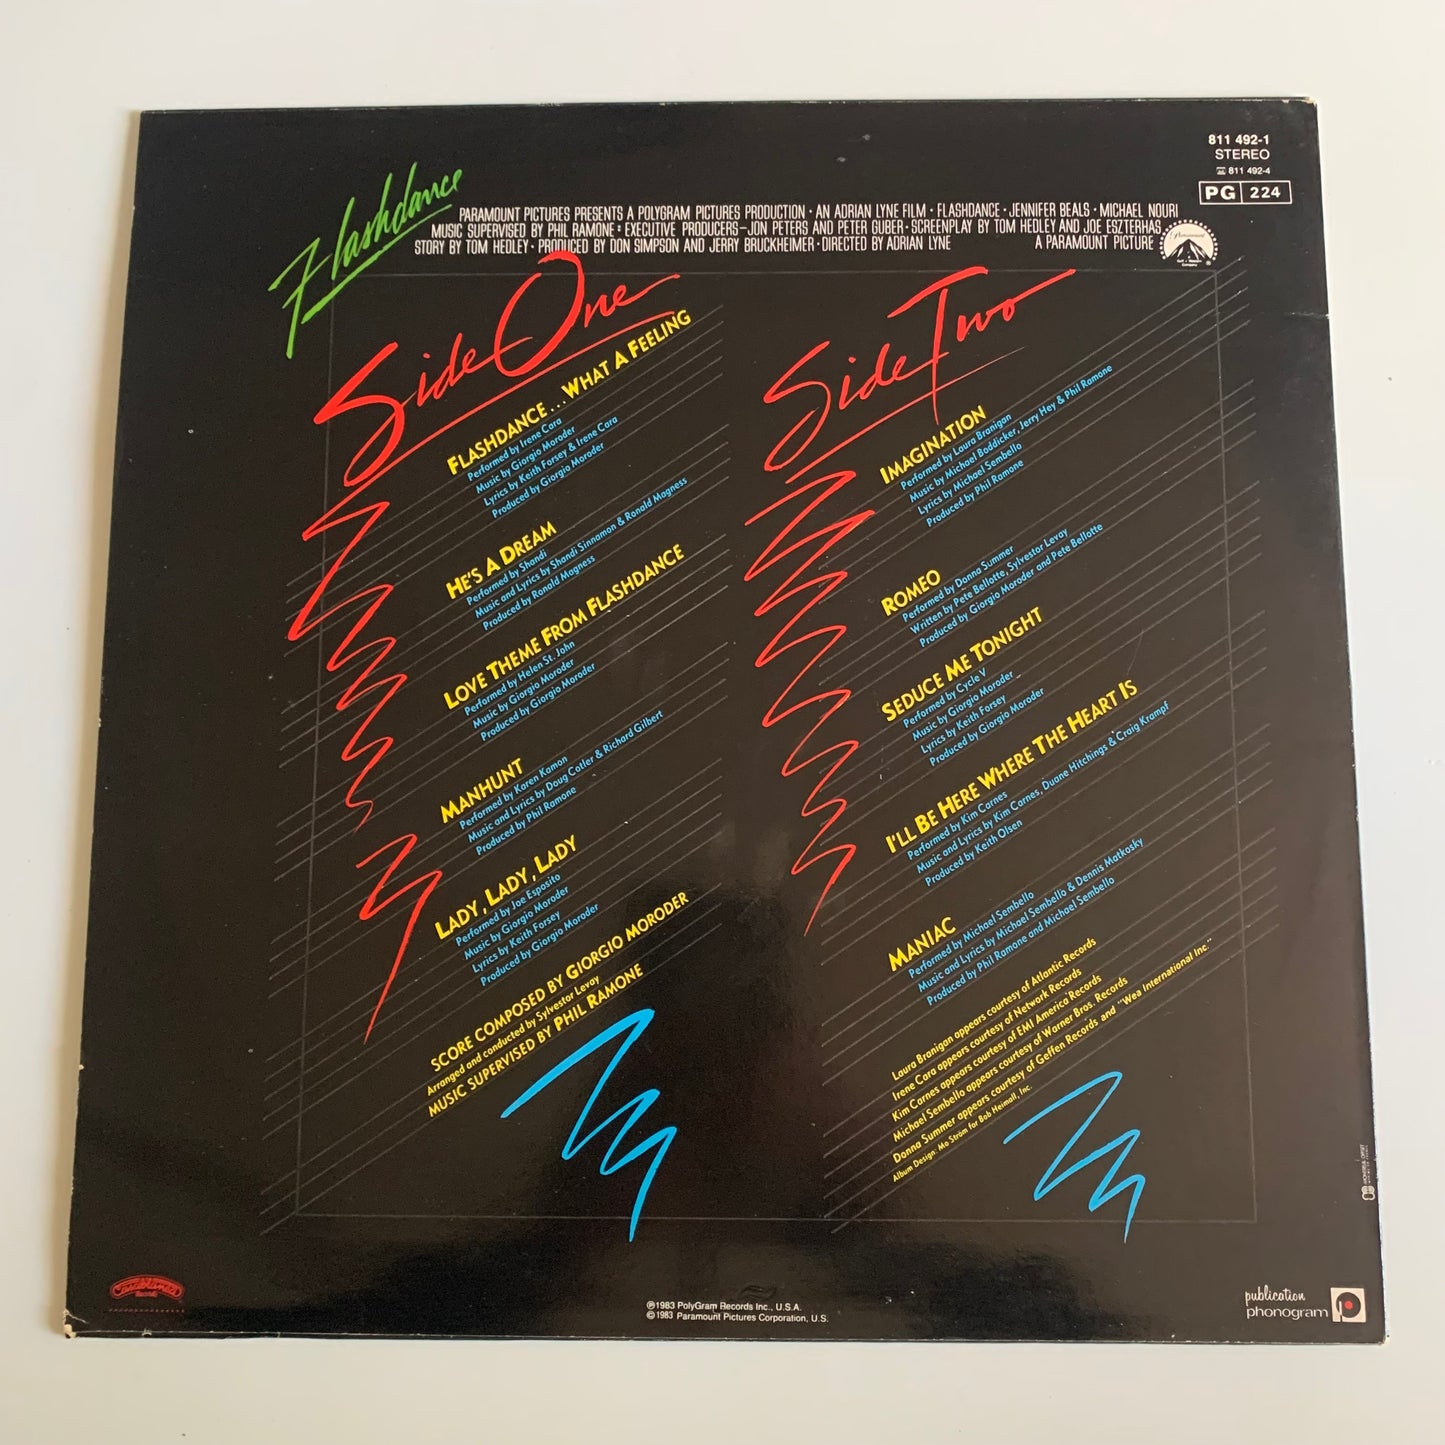 811 492-1
STEREO
811 492-4
PG 224
Flashdance
PARAMOUNT PICTURES PRESENTS A POLYGRAM PICTURES PRODUCTION · AN ADRIAN LYNE FILM · FLASHDANCE · JENNIFER BEALS · MICHAEL NOURI
MUSIC SUPERVISED BY PHIL RAMONE · EXECUTIVE PRODUCERS–JON PETERS AND PETER GUBER · SCREENPLAY BY TOM HEDLEY AND JOE ESZTERHAS
STORY BY TOM HEDLEY · PRODUCED BY DON SIMPSON AND JERRY BRUCKHEIMER · DIRECTED BY ADRIAN LYNE
A PARAMOUNT PICTURE
Paramount
Side One
FLASHDANCE...WHAT A FEELING
Performed by Irene Cara
Music by Giorgio Moroder
Lyrics by Keith Forsey & Irene Cara
Produced by Giorgio Moroder
HE'S A DREAM
Performed by Shandi
Music and Lyrics by Shandi Sinnamon & Ronald Magness
Produced by Ronald Magness
LOVE THEME FROM FLASHDANCE
Performed by Helen St. John
Music by Giorgio Moroder
Produced by Giorgio Moroder
MANHUNT
Performed by Karen Kamon
Music and Lyrics by Doug Cotler & Richard Gilbert
Produced by Phil Ramone
LADY, LADY, LADY
Performed by Joe Esposito
Music by Giorgio Moroder
Lyrics by Keith Forsey
Produced by Giorgio Moroder
SCORE COMPOSED BY GIORGIO MORODER
Arranged and conducted by Sylvester Levay
MUSIC SUPERVISED BY PHIL RAMONE
Side Two
IMAGINATION
Performed by Laura Branigan
Music by Michael Boddicker, Jerry Hey & Phil Ramone
Lyrics by Michael Sembello
Produced by Phil Ramone
ROMEO
Performed by Donna Summer
Written by Pete Bellotte, Sylvester Levay
Produced by Giorgio Moroder and Pete Bellotte
SEDUCE ME TONIGHT
Performed by Cycle V
Music by Giorgio Moroder
Lyrics by Keith Forsey
Produced by Giorgio Moroder
I'LL BE HERE WHERE THE HEART IS
Performed by Kim Carnes
Music and Lyrics by Kim Carnes, Duane Hitchings & Craig Krampf
Produced by Keith Olsen
MANIAC
Performed by Michael Sembello
Music and Lyrics by Michael Sembello & Dennis Matkosky
Produced by Phil Ramone and Michael Sembello
Laura Branigan appears courtesy of Atlantic Records
Irene Cara appears courtesy of Network Records
Kim Carnes appears courtesy of EMI America Records
Michael Sembello appears courtesy of Warner Bros. Records
Donna Summer appears courtesy of Geffen Records and "Wea International Inc."
Album Design: Mo Ström for Bob Heimall, Inc.
Casablanca
Records
℗1983 PolyGram Records Inc., U.S.A.
©1983 Paramount Pictures Corporation, U.S.
publication
phonogram